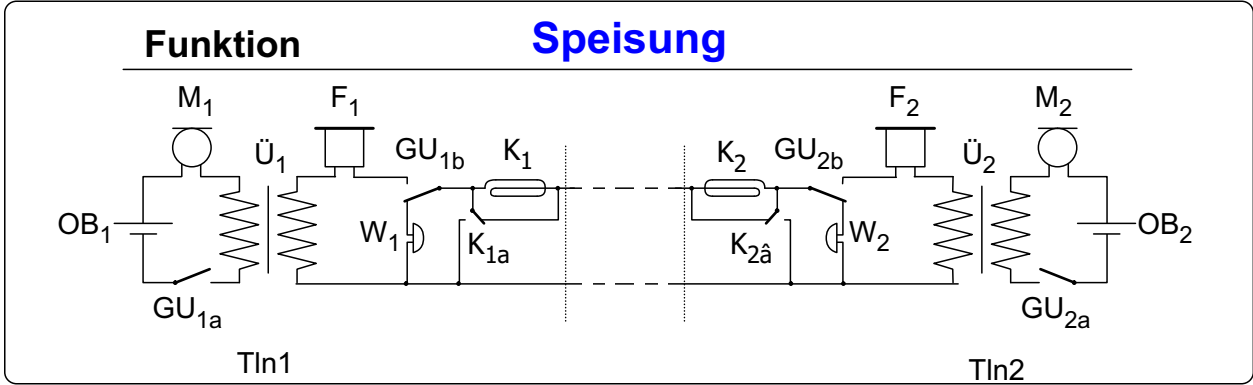 Funktion Speisung
M₁ F₁ F₂ M₂
Ü₁ GU₁b K₁ K₂ GU₂b Ü₂
OB₁ W₁ K₁a K₂â W₂ OB₂
GU₁a GU₂a
Tln1 Tln2